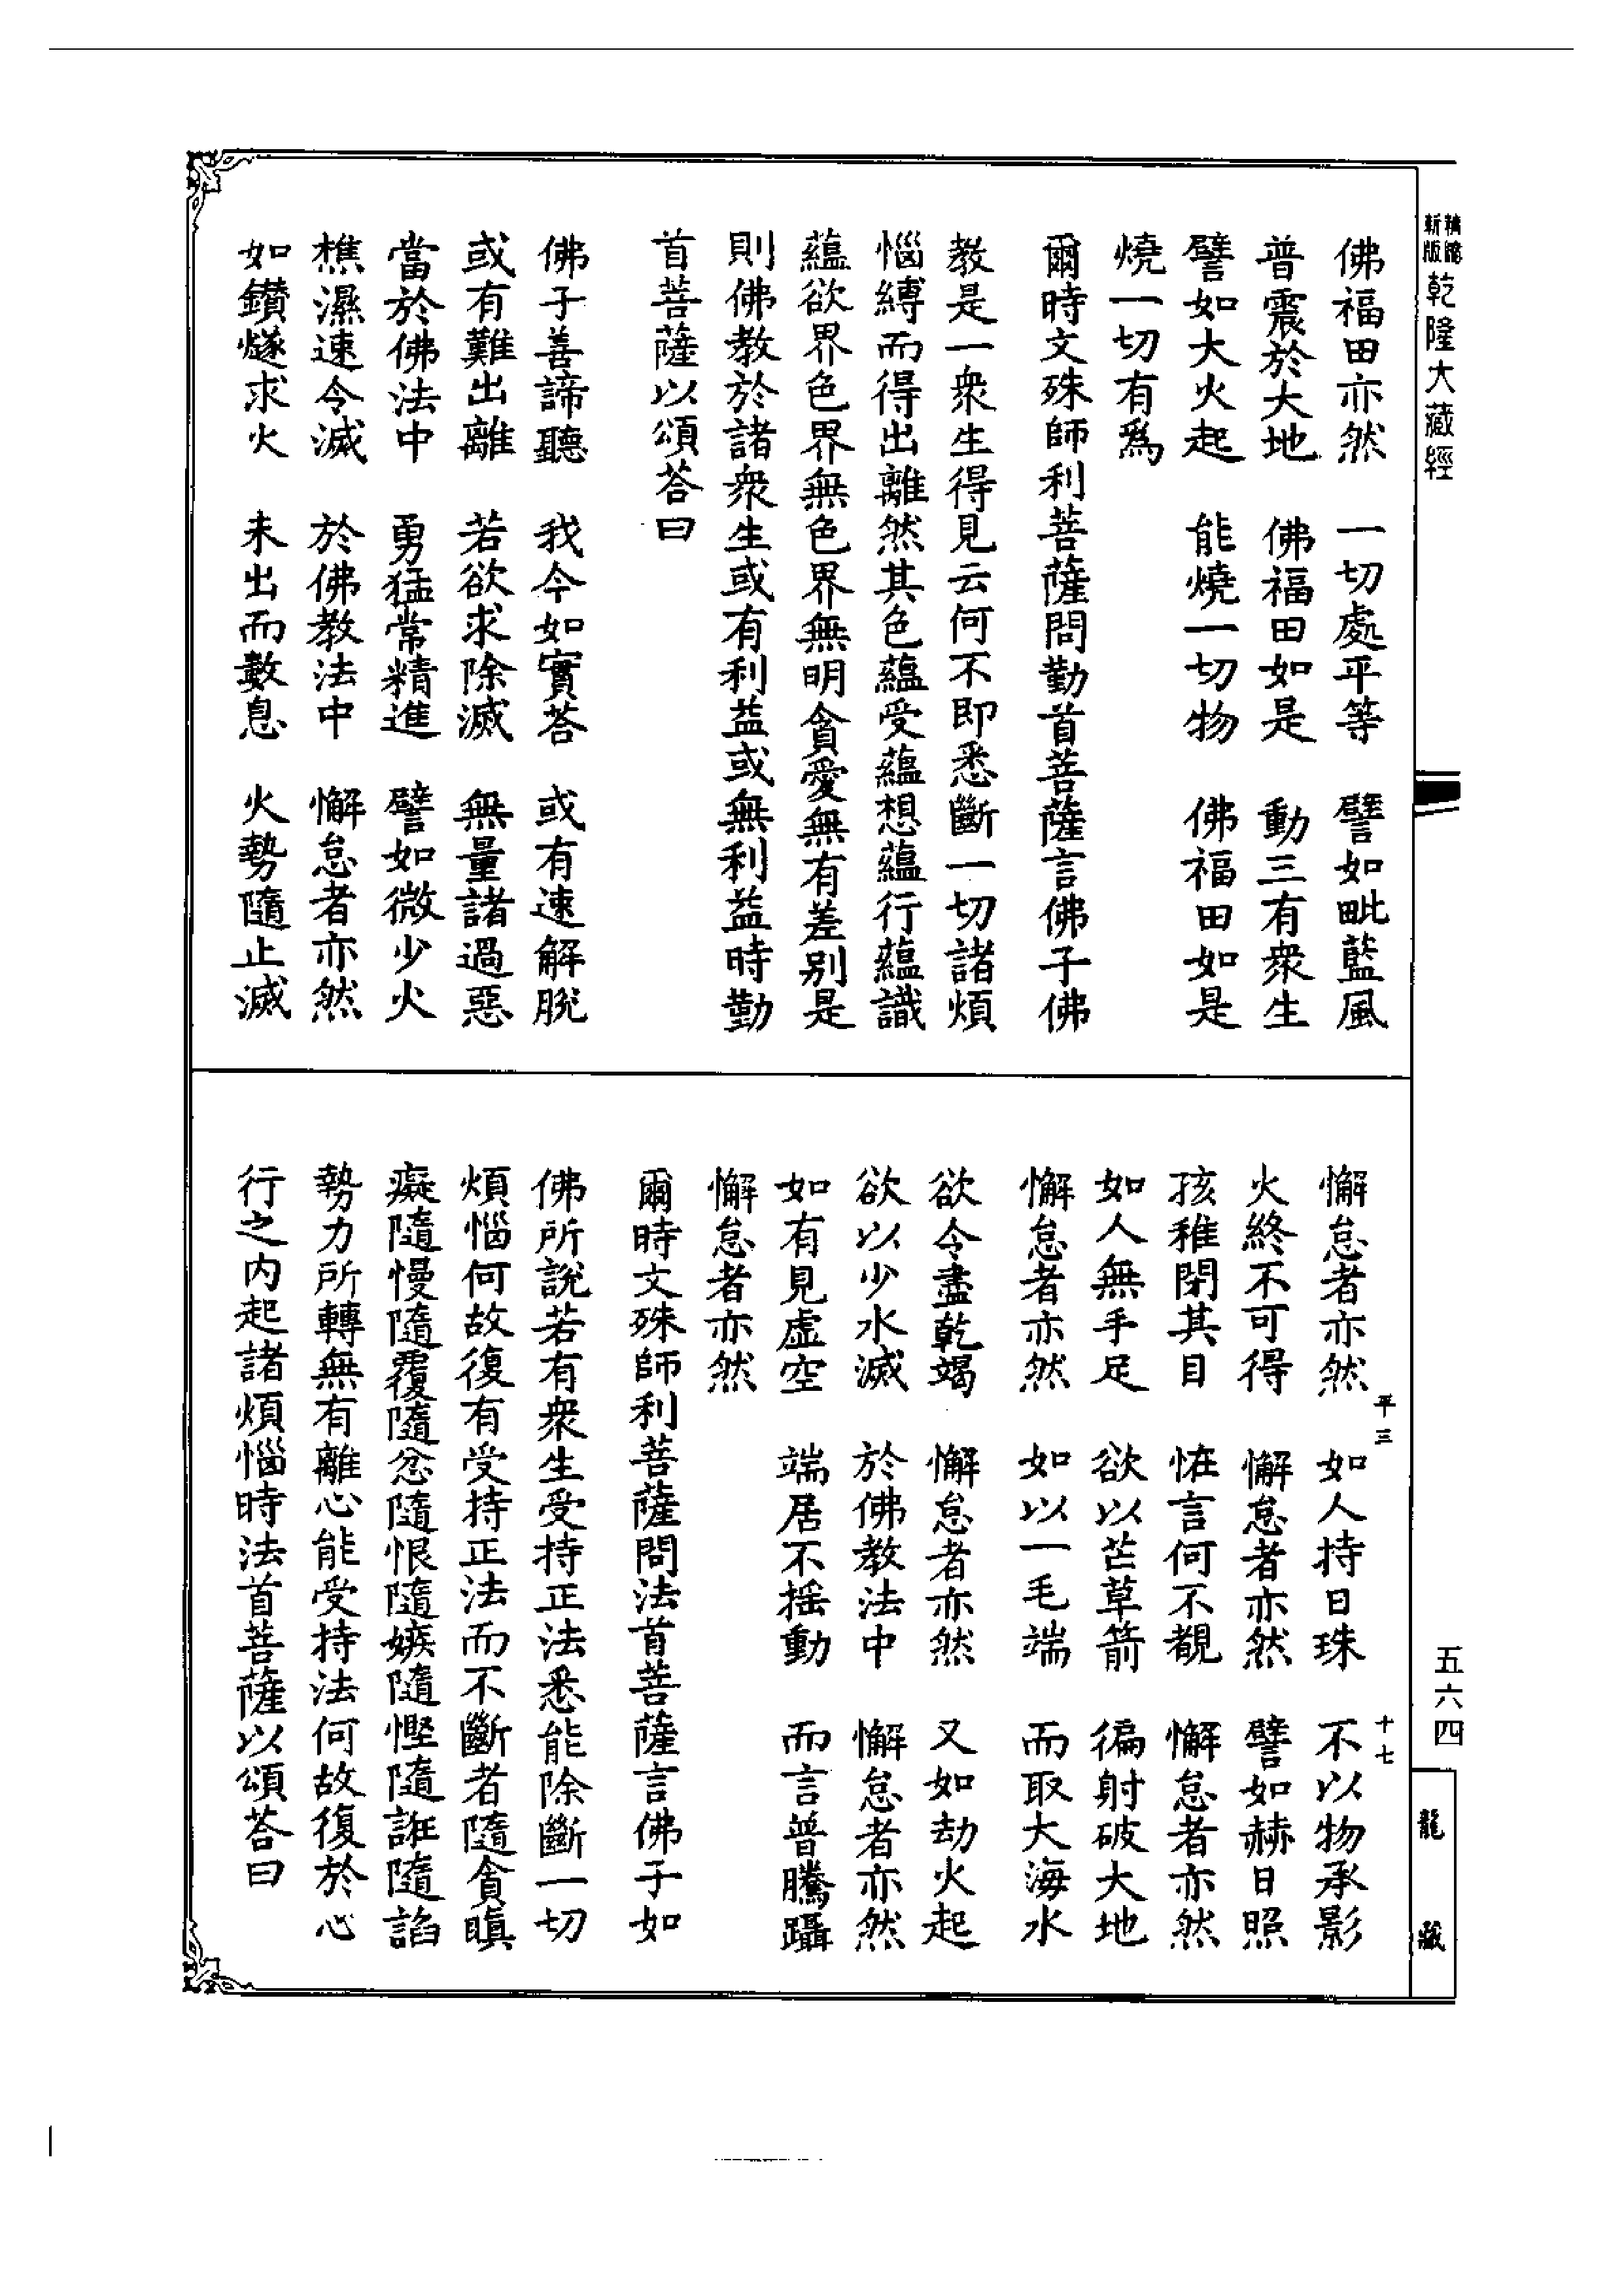 新版
乾隆大藏經
佛福田亦然　一切處平等　譬如毗藍風
普震於大地　佛福田如是　動三有衆生
譬如大火起　能燒一切物　佛福田如是
燒一切有爲
爾時文殊師利菩薩問勤首菩薩言佛子佛
教是一衆生得見云何不即悉斷一切諸煩
惱縛而得出離然其色蘊受蘊想蘊行蘊識
蘊欲界色界無色界無明貪愛無有差别是
則佛教於諸衆生或有利益或無利益時勤
首菩薩以頌荅曰
佛子善諦聽　我今如實荅　或有速解脫
或有難出離　若欲求除滅　無量諸過惡
當於佛法中　勇猛常精進　譬如微少火
樵濕速令滅　於佛教法中　懈怠者亦然
如鑽燧求火　未出而數息　火勢隨止滅
懈怠者亦然　如人持日珠　不以物承影
火終不可得　懈怠者亦然　譬如赫日照
孩稚閉其目　恠言何不覩　懈怠者亦然
如人無手足　欲以芒草箭　徧射破大地
懈怠者亦然　如以一毛端　而取大海水
欲令盡乾竭　懈怠者亦然　又如劫火起
欲以少水滅　於佛教法中　懈怠者亦然
如有見虛空　端居不摇動　而言普騰躡
懈怠者亦然
爾時文殊師利菩薩問法首菩薩言佛子如
佛所說若有衆生受持正法悉能除斷一切
煩惱何故復有受持正法而不斷者隨貪瞋
癡隨慢隨覆隨忿隨恨隨嫉隨慳隨誑隨諂
勢力所轉無有離心能受持法何故復於心
行之内起諸煩惱時法首菩薩以頌荅曰
平三
十七
五六四
龍藏